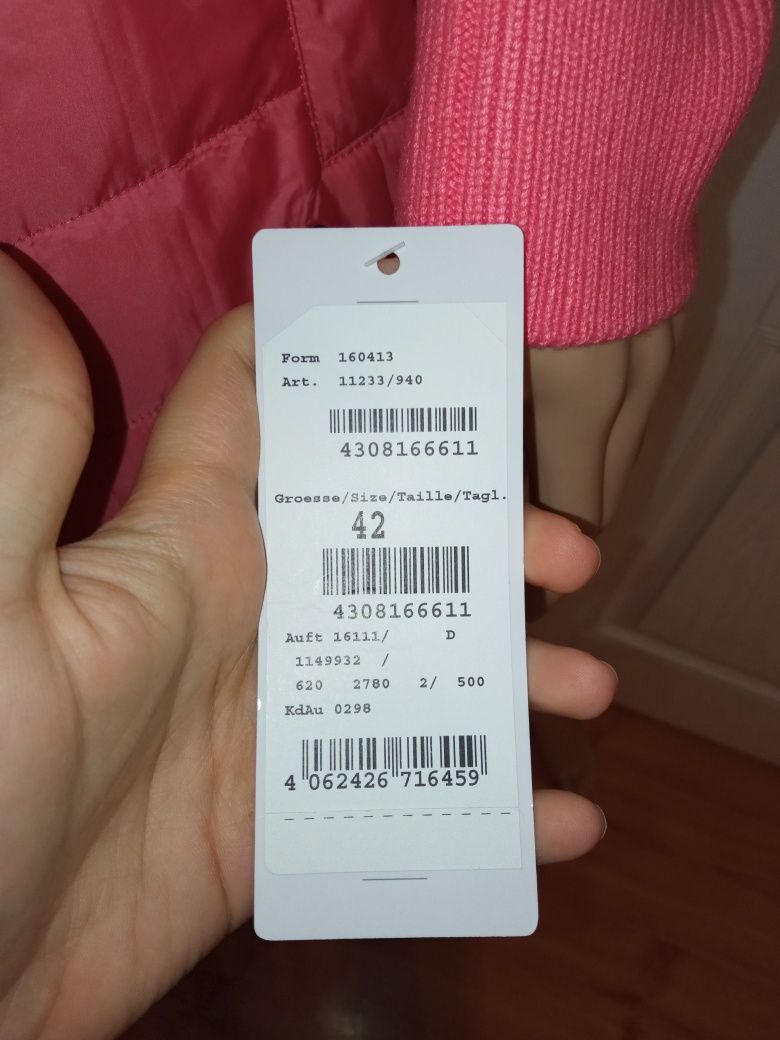 Form 160413
Art. 11233/940
4308166611
Groesse/Size/Taille/Tagl.
42
4308166611
Auft 16111/ D
1149932 /
620 2780 2/ 500
KdAu 0298
4 062426 716459